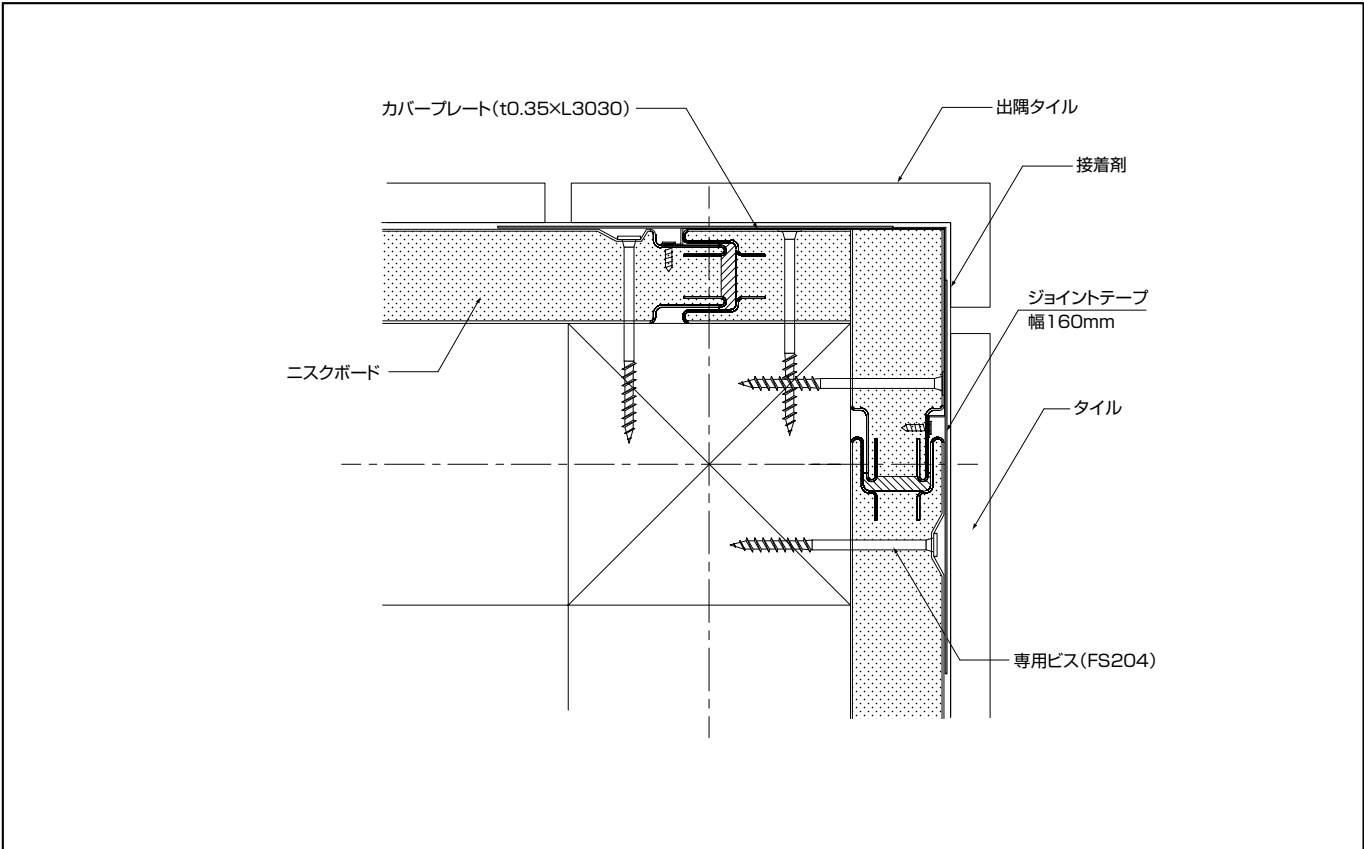 カバープレート(t0.35×L3030)
出隅タイル
接着剤
ジョイントテープ
幅160mm
ニスクボード
タイル
専用ビス(FS204)